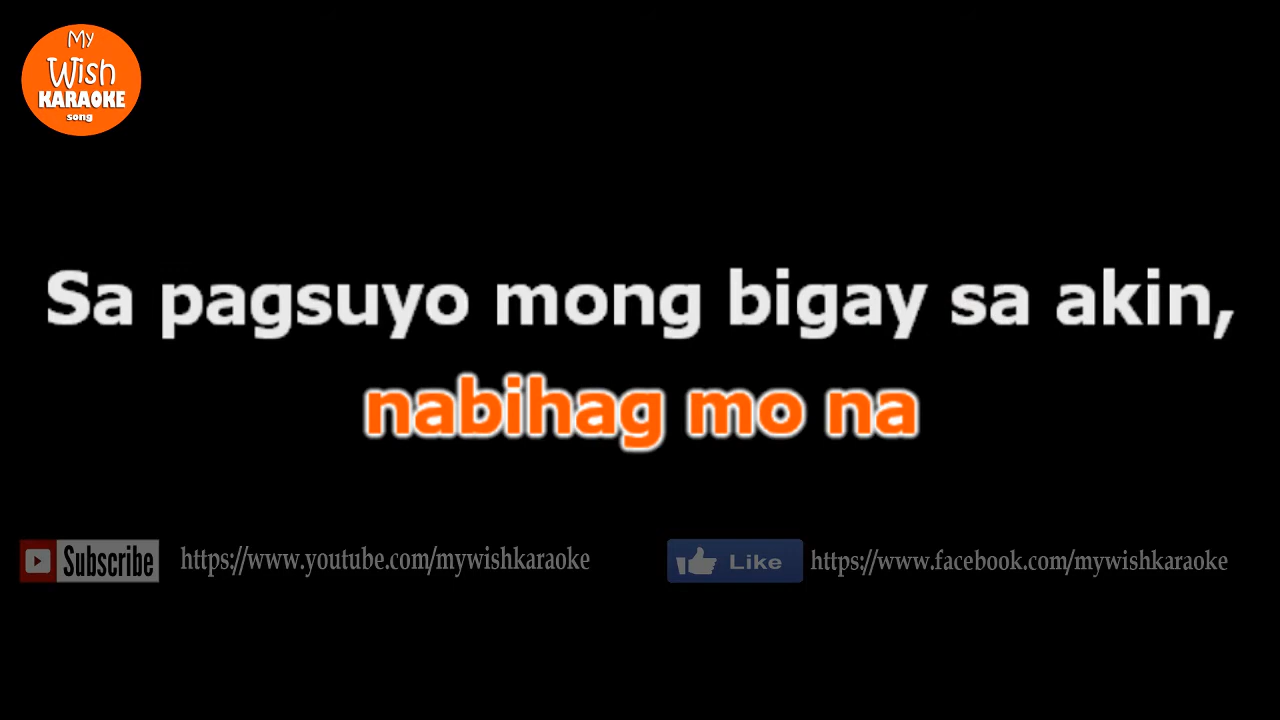 My
Wish
KARAOKE
song
Sa pagsuyo mong bigay sa akin,
nabihag mo na
Subscribe https://www.youtube.com/mywishkaraoke Like https://www.facebook.com/mywishkaraoke